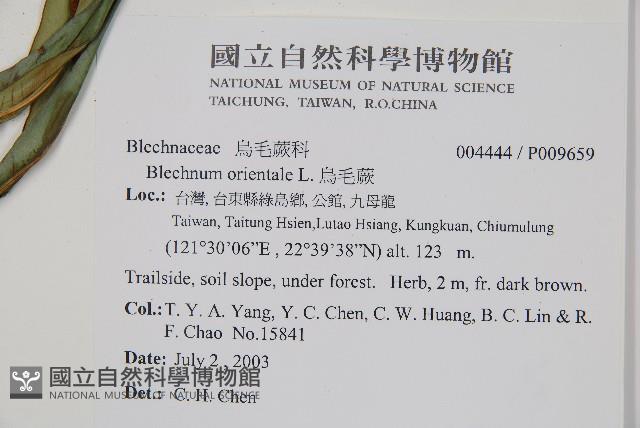 國立自然科學博物館
NATIONAL MUSEUM OF NATURAL SCIENCE
TAICHUNG, TAIWAN, R.O.CHINA
Blechnaceae 烏毛蕨科 004444 / P009659
Blechnum orientale L. 烏毛蕨
Loc.: 台灣, 台東縣綠島鄉, 公館, 九母龍
Taiwan, Taitung Hsien,Lutao Hsiang, Kungkuan, Chiumulung
(121°30'06"E , 22°39'38"N) alt. 123 m.
Trailside, soil slope, under forest. Herb, 2 m, fr. dark brown.
Col.: T. Y. A. Yang, Y. C. Chen, C. W. Huang, B. C. Lin & R.
F. Chao No.15841
Date: July 2 , 2003
國立自然科學博物館
NATIONAL MUSEUM OF NATURAL SCIENCE
Det.: C. H. Chen